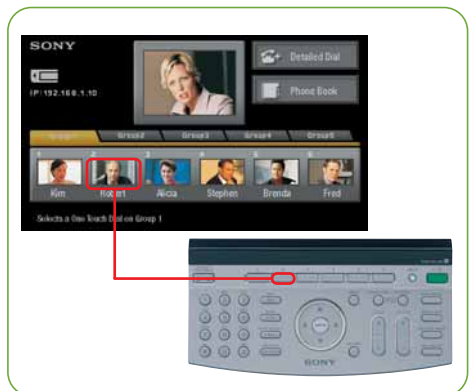 SONY
Detailed Dial
IP:192.168.1.10
Phone Book
Group1 Group2 Group3 Group4 Group5
1 2 3 4 5 6
Kim Robert Alicia Stephen Brenda Fred
Selects a One Touch Dial on Group 1
SONY